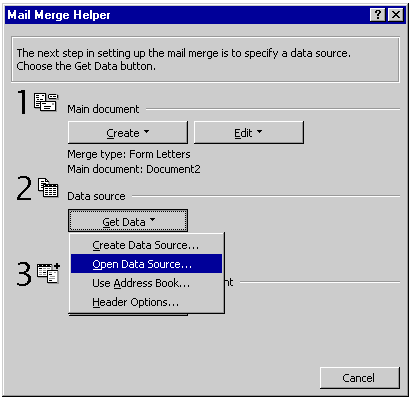 Mail Merge Helper
The next step in setting up the mail merge is to specify a data source.
Choose the Get Data button.
1
Main document
Create Edit
Merge type: Form Letters
Main document: Document2
2
Data source
Get Data
Create Data Source...
Open Data Source...
3
Use Address Book...
Header Options...
Cancel